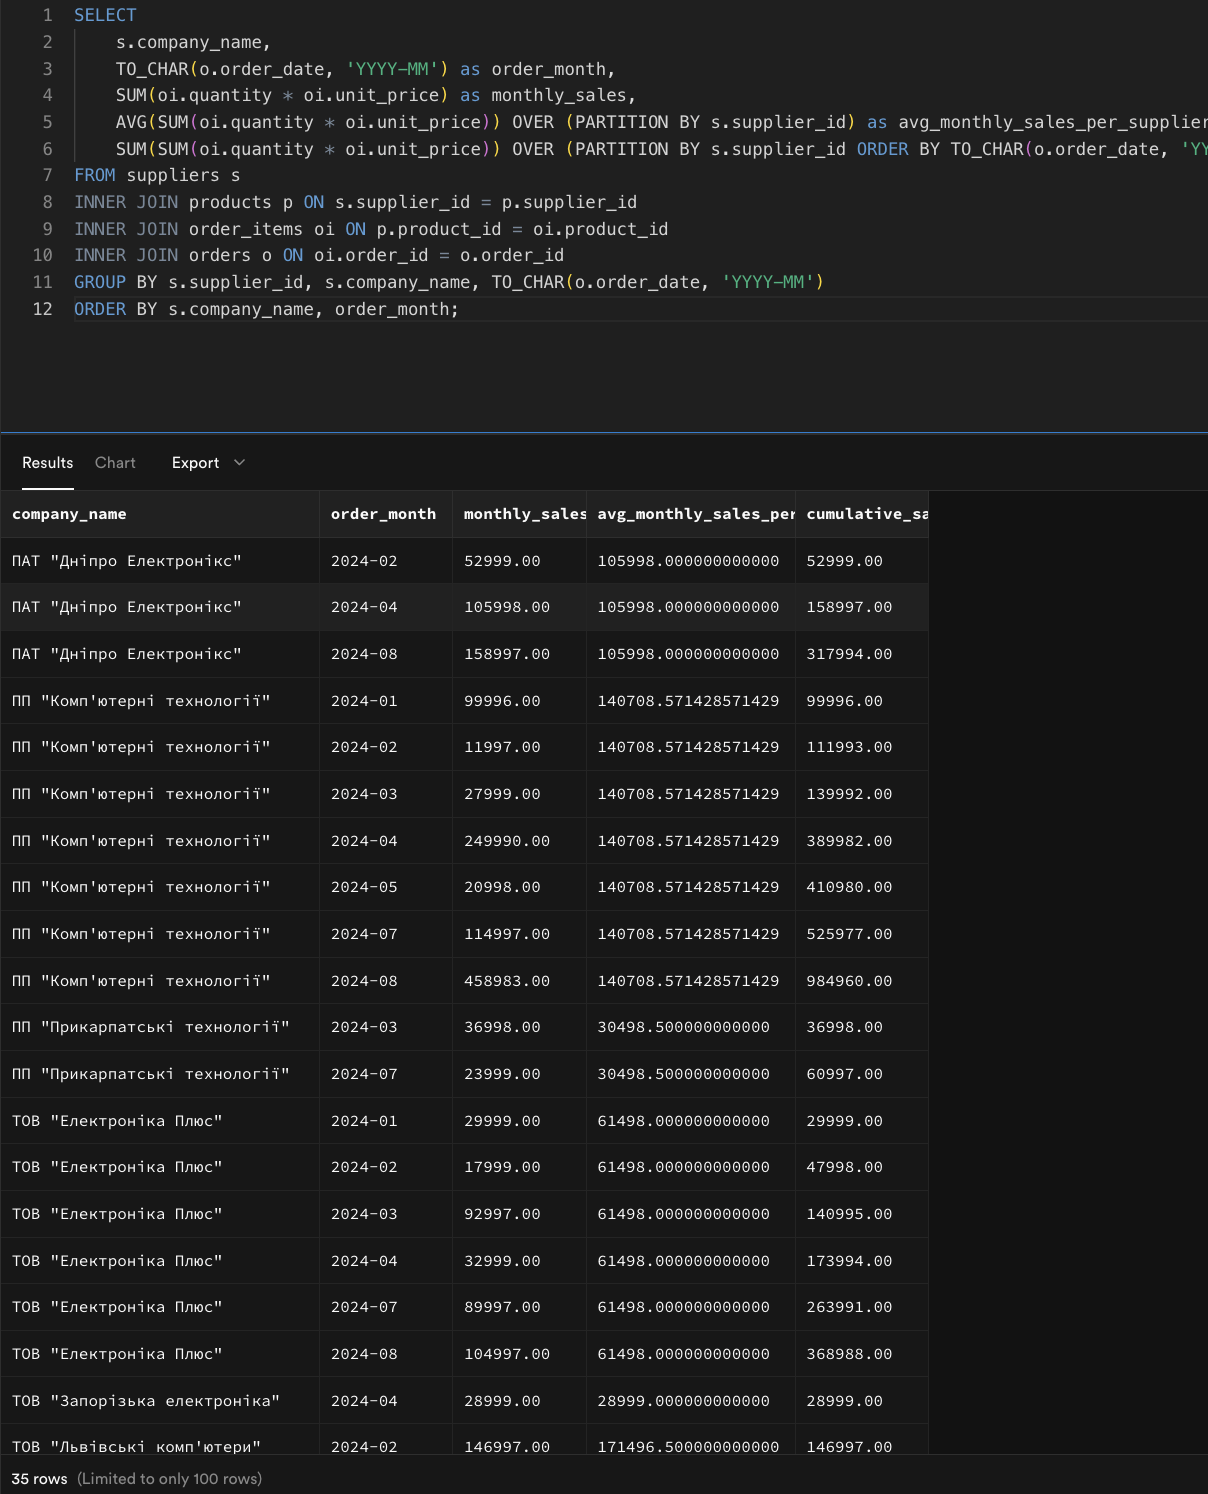 1 SELECT
2 s.company_name,
3 TO_CHAR(o.order_date, 'YYYY-MM') as order_month,
4 SUM(oi.quantity * oi.unit_price) as monthly_sales,
5 AVG(SUM(oi.quantity * oi.unit_price)) OVER (PARTITION BY s.supplier_id) as avg_monthly_sales_per_supplier
6 SUM(SUM(oi.quantity * oi.unit_price)) OVER (PARTITION BY s.supplier_id ORDER BY TO_CHAR(o.order_date, 'YY
7 FROM suppliers s
8 INNER JOIN products p ON s.supplier_id = p.supplier_id
9 INNER JOIN order_items oi ON p.product_id = oi.product_id
10 INNER JOIN orders o ON oi.order_id = o.order_id
11 GROUP BY s.supplier_id, s.company_name, TO_CHAR(o.order_date, 'YYYY-MM')
12 ORDER BY s.company_name, order_month;
Results Chart Export
company_name order_month monthly_sales avg_monthly_sales_per cumulative_sa
ПАТ "Дніпро Електронікс" 2024-02 52999.00 105998.000000000000 52999.00
ПАТ "Дніпро Електронікс" 2024-04 105998.00 105998.000000000000 158997.00
ПАТ "Дніпро Електронікс" 2024-08 158997.00 105998.000000000000 317994.00
ПП "Комп'ютерні технології" 2024-01 99996.00 140708.571428571429 99996.00
ПП "Комп'ютерні технології" 2024-02 11997.00 140708.571428571429 111993.00
ПП "Комп'ютерні технології" 2024-03 27999.00 140708.571428571429 139992.00
ПП "Комп'ютерні технології" 2024-04 249990.00 140708.571428571429 389982.00
ПП "Комп'ютерні технології" 2024-05 20998.00 140708.571428571429 410980.00
ПП "Комп'ютерні технології" 2024-07 114997.00 140708.571428571429 525977.00
ПП "Комп'ютерні технології" 2024-08 458983.00 140708.571428571429 984960.00
ПП "Прикарпатські технології" 2024-03 36998.00 30498.500000000000 36998.00
ПП "Прикарпатські технології" 2024-07 23999.00 30498.500000000000 60997.00
ТОВ "Електроніка Плюс" 2024-01 29999.00 61498.000000000000 29999.00
ТОВ "Електроніка Плюс" 2024-02 17999.00 61498.000000000000 47998.00
ТОВ "Електроніка Плюс" 2024-03 92997.00 61498.000000000000 140995.00
ТОВ "Електроніка Плюс" 2024-04 32999.00 61498.000000000000 173994.00
ТОВ "Електроніка Плюс" 2024-07 89997.00 61498.000000000000 263991.00
ТОВ "Електроніка Плюс" 2024-08 104997.00 61498.000000000000 368988.00
ТОВ "Запорізька електроніка" 2024-04 28999.00 28999.000000000000 28999.00
ТОВ "Львівські комп'ютери" 2024-02 146997.00 171496.500000000000 146997.00
35 rows (Limited to only 100 rows)